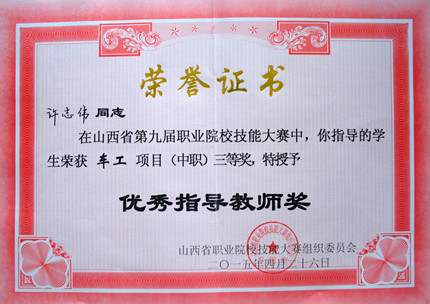 荣誉证书
许志伟 同志
在山西省第九届职业院校技能大赛中，你指导的学
生荣获 车工 项目（中职）三等奖，特授予
优秀指导教师奖
山西省职业院校技能大赛组织委员会
二〇一五年四月二十六日